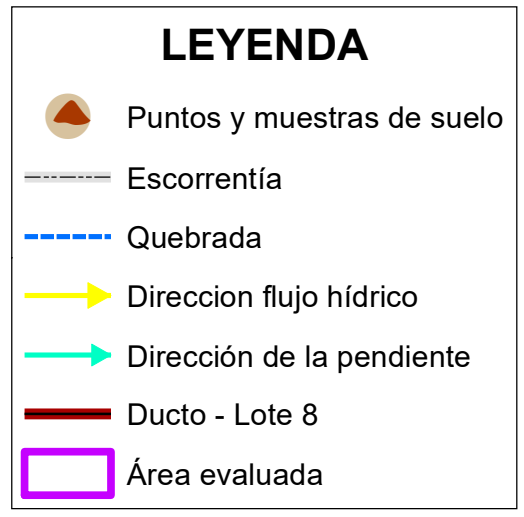 LEYENDA
Puntos y muestras de suelo
Escorrentía
Quebrada
Direccion flujo hídrico
Dirección de la pendiente
Ducto - Lote 8
Área evaluada